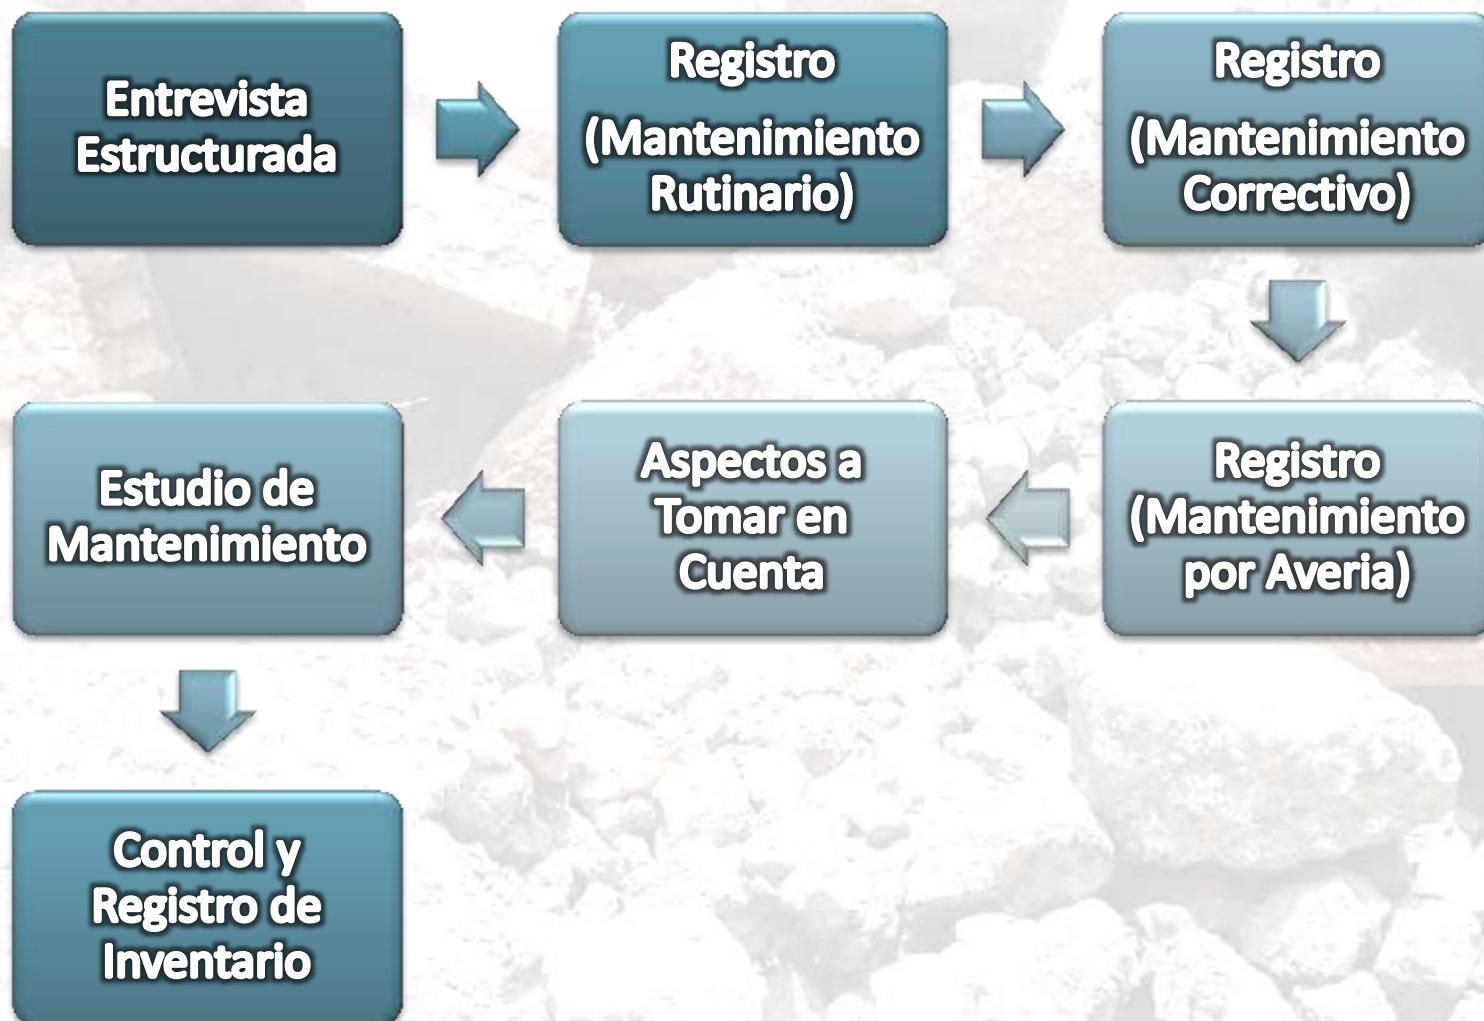 Entrevista
Estructurada
Registro
(Mantenimiento
Rutinario)
Registro
(Mantenimiento
Correctivo)
Registro
(Mantenimiento
por Averia)
Aspectos a
Tomar en
Cuenta
Estudio de
Mantenimiento
Control y
Registro de
Inventario